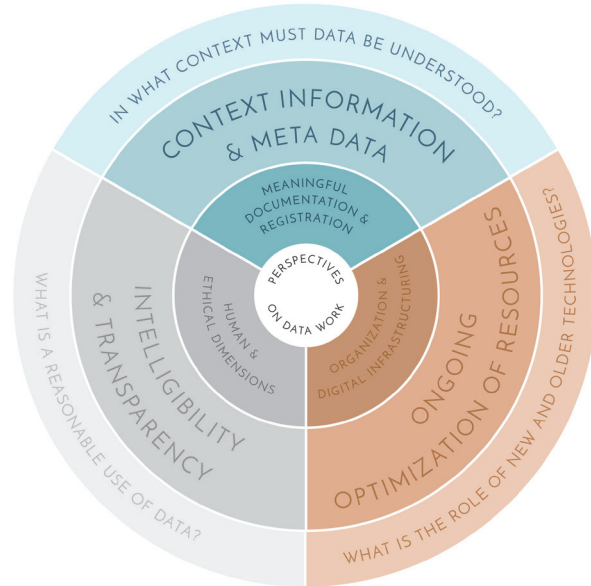 IN WHAT CONTEXT MUST DATA BE UNDERSTOOD?
CONTEXT INFORMATION
& META DATA
MEANINGFUL
DOCUMENTATION &
REGISTRATION
PERSPECTIVES
ON DATA WORK
WHAT IS THE ROLE OF NEW AND OLDER TECHNOLOGIES?
ONGOING
OPTIMIZATION OF RESOURCES
ORGANIZATION &
DIGITAL INFRASTRUCTURING
WHAT IS A REASONABLE USE OF DATA?
INTELLIGIBILITY
& TRANSPARENCY
HUMAN &
ETHICAL DIMENSIONS